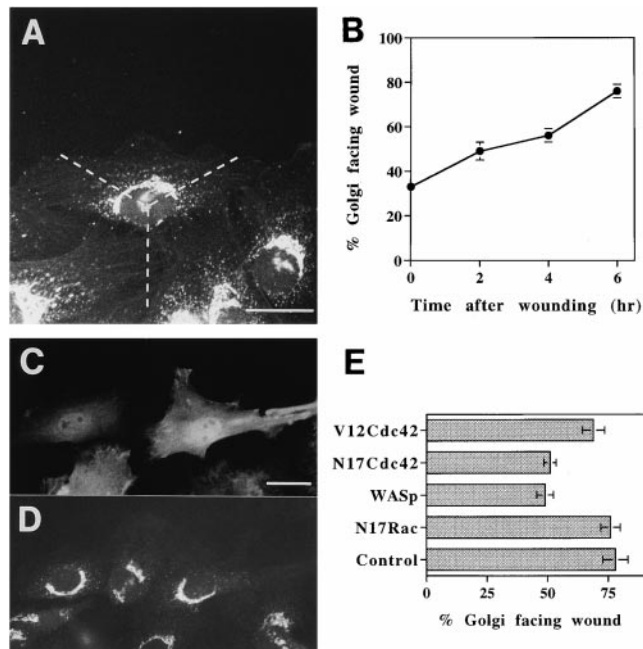 A
B
% Golgi facing wound
100
80
60
40
20
0
0 2 4 6
Time after wounding (hr)
C
D
E
V12Cdc42
N17Cdc42
WASp
N17Rac
Control
0 25 50 75
% Golgi facing wound